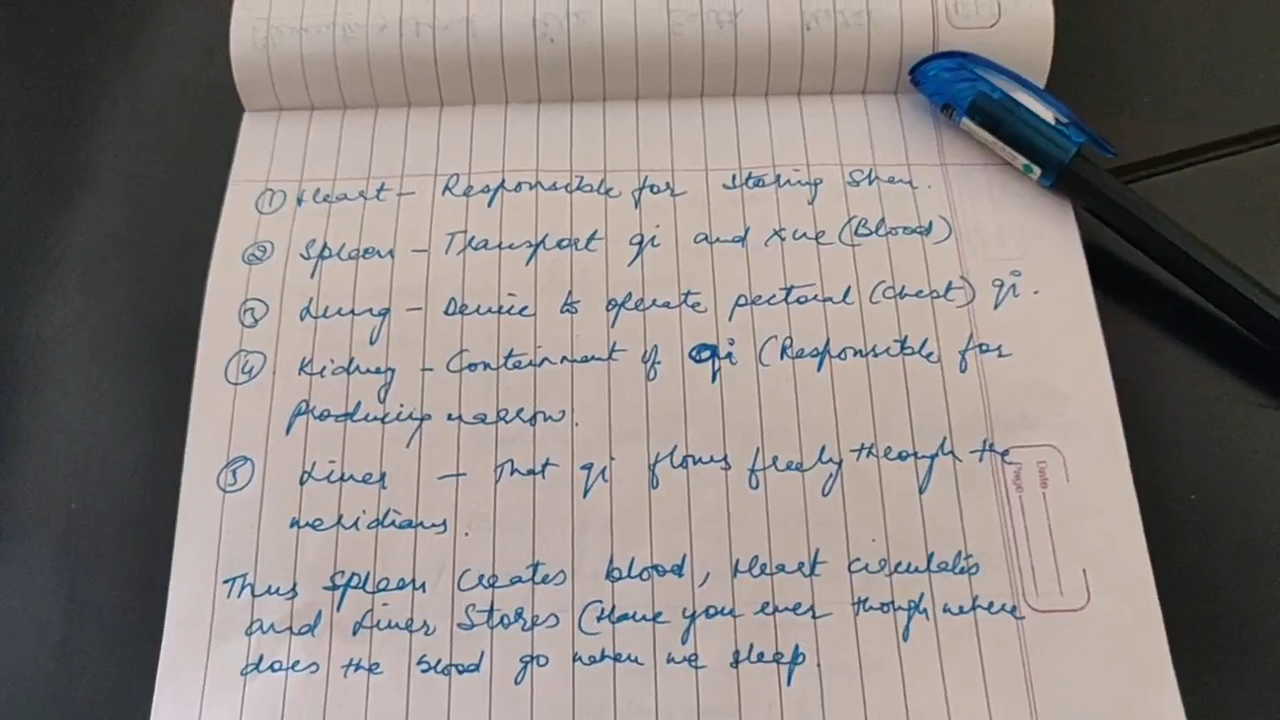 ① Heart - Responsible for storing Shen.
② Spleen - Transport qi and xue (Blood)
③ Lung - Device to operate pectoral (chest) qi.
④ Kidney - Containment of qi (Responsible for
producing marrow.
⑤ Liver - That qi flows freely through the
meridians.
Thus Spleen creates blood, Heart circulates
and Liver Stores (Have you ever though where
does the blood go when we sleep
Date
Page